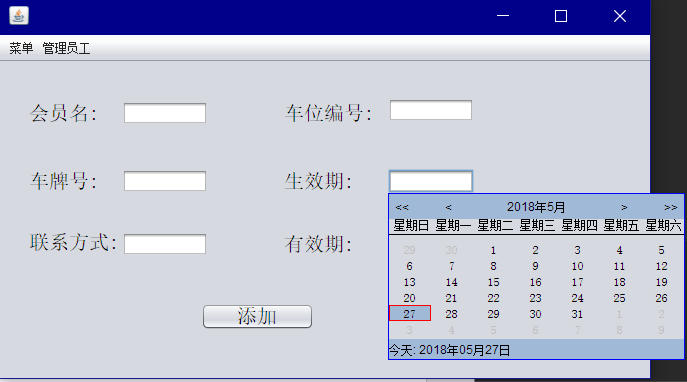 菜单 管理员工
会员名: 车位编号:
车牌号: 生效期:
<< < 2018年5月 > >>
星期日 星期一 星期二 星期三 星期四 星期五 星期六
联系方式: 有效期:
29 30 1 2 3 4 5
6 7 8 9 10 11 12
13 14 15 16 17 18 19
20 21 22 23 24 25 26
27 28 29 30 31 1 2
3 4 5 6 7 8 9
今天: 2018年05月27日
添加